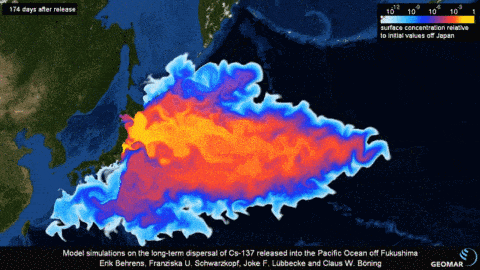 174 days after release
10⁻¹² 10⁻⁹ 10⁻⁶ 10⁻³ 1
surface concentration relative
to initial values off Japan
Model simulations on the long-term dispersal of Cs-137 released into the Pacific Ocean off Fukushima
Erik Behrens, Franziska U. Schwarzkopf, Joke F. Lübbecke and Claus W. Böning
GEOMAR